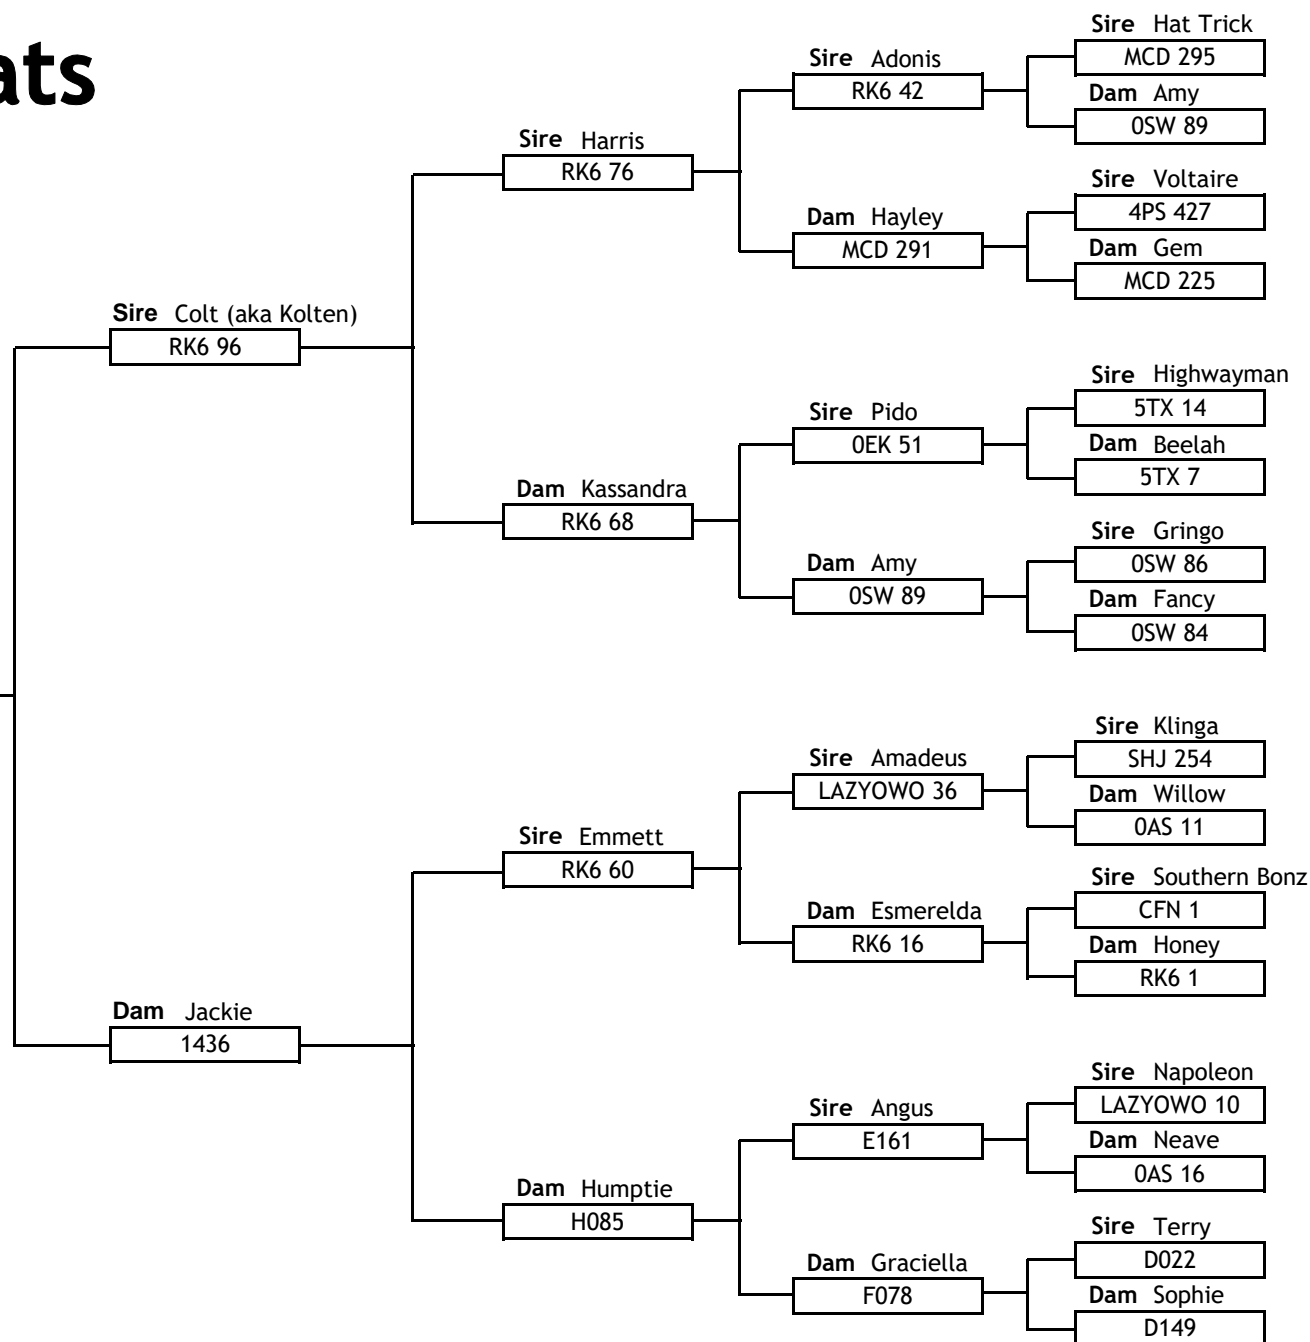 ats
Sire Hat Trick
MCD 295
Sire Adonis
RK6 42
Dam Amy
0SW 89
Sire Harris
RK6 76
Sire Voltaire
4PS 427
Dam Hayley
MCD 291
Dam Gem
MCD 225
Sire Colt (aka Kolten)
RK6 96
Sire Highwayman
5TX 14
Sire Pido
0EK 51
Dam Beelah
5TX 7
Dam Kassandra
RK6 68
Sire Gringo
0SW 86
Dam Amy
0SW 89
Dam Fancy
0SW 84
Sire Klinga
SHJ 254
Sire Amadeus
LAZYOWO 36
Dam Willow
0AS 11
Sire Emmett
RK6 60
Sire Southern Bonz
CFN 1
Dam Esmerelda
RK6 16
Dam Honey
RK6 1
Dam Jackie
1436
Sire Napoleon
LAZYOWO 10
Sire Angus
E161
Dam Neave
0AS 16
Dam Humptie
H085
Sire Terry
D022
Dam Graciella
F078
Dam Sophie
D149